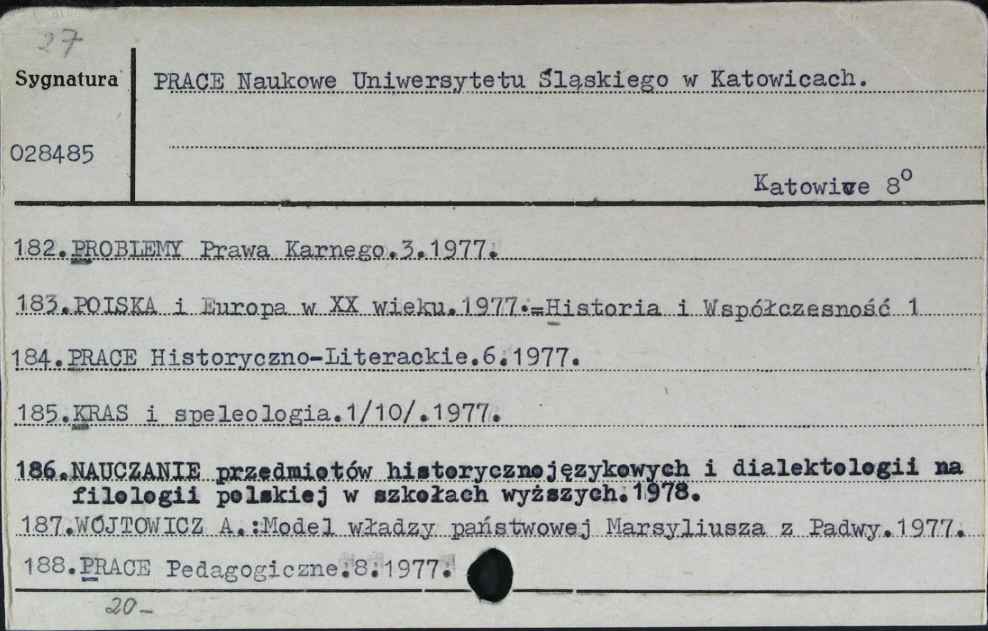 27
Sygnatura
PRACE Naukowe Uniwersytetu Śląskiego w Katowicach.
028485
Katowice 8°
182.PROBLEMY Prawa Karnego.3.1977.
183.POLSKA i Europa w XX wieku.1977.=Historia i Współczesność 1
184.PRACE Historyczno-Literackie.6.1977.
185.KRAS i speleologia.1/10/.1977.
186.NAUCZANIE przedmiotów historycznojęzykowych i dialektologii na
filologii polskiej w szkołach wyższych.1978.
187.WÓJTOWICZ A.:Model władzy państwowej Marsyliusza z Padwy.1977.
188.PRACE Pedagogiczne.8.1977.
20-